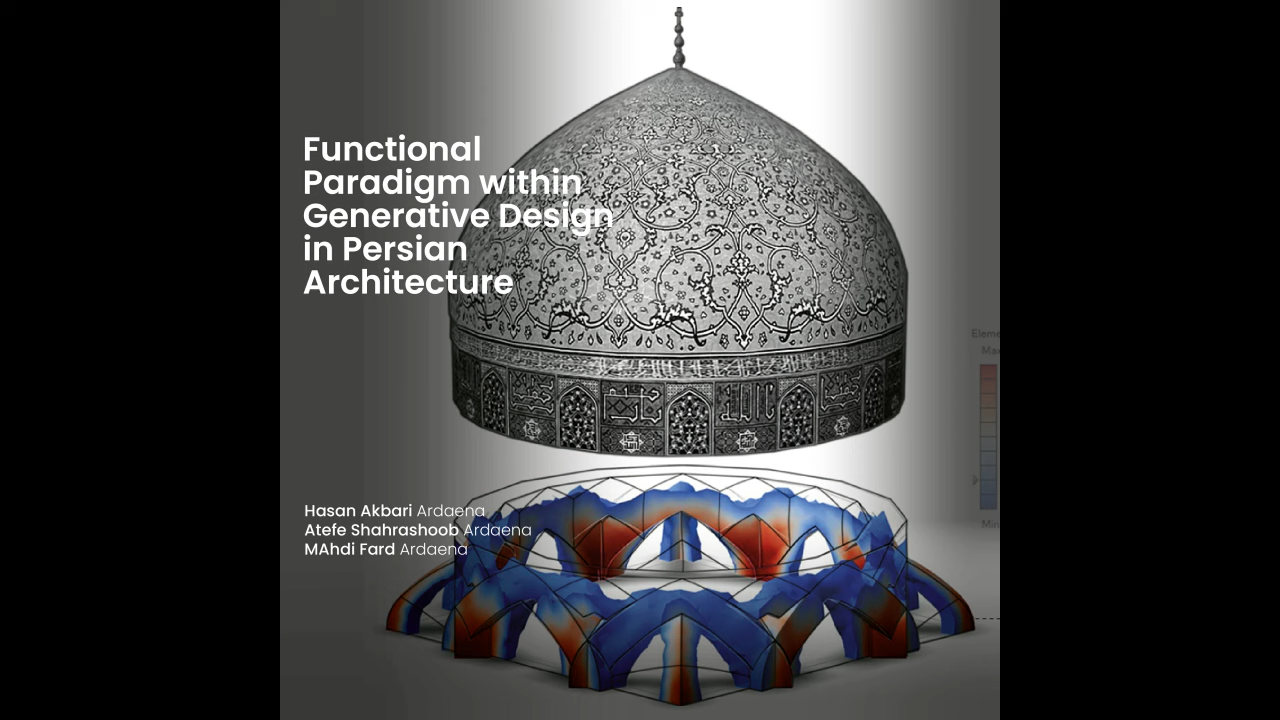 Functional
Paradigm within
Generative Design
in Persian
Architecture
Hasan Akbari Ardaena
Atefe Shahrashoob Ardaena
MAhdi Fard Ardaena